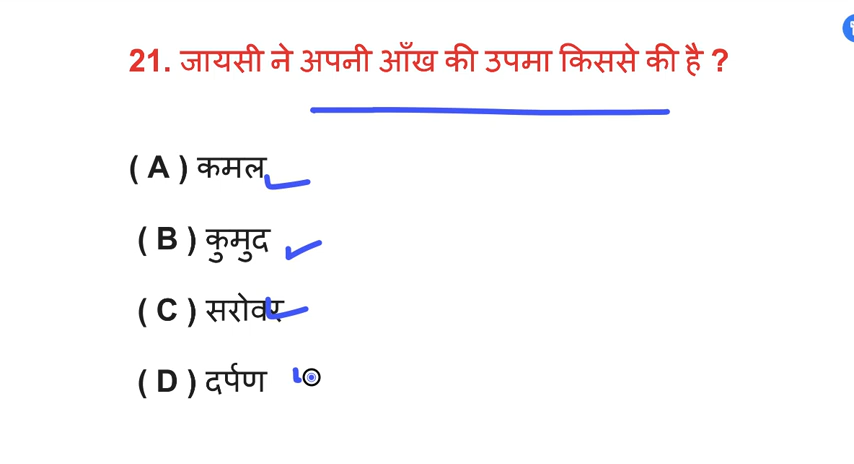 21. जायसी ने अपनी आँख की उपमा किससे की है ?
( A ) कमल
( B ) कुमुद
( C ) सरोवर
( D ) दर्पण